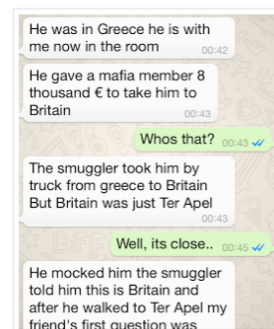 He was in Greece he is with
me now in the room 00:42
He gave a mafia member 8
thousand € to take him to
Britain 00:43
Whos that? 00:43
The smuggler took him by
truck from greece to Britain
But Britain was just Ter Apel
00:43
Well, its close.. 00:45
He mocked him the smuggler
told him this is Britain and
after he walked to Ter Apel my
friend's first question was